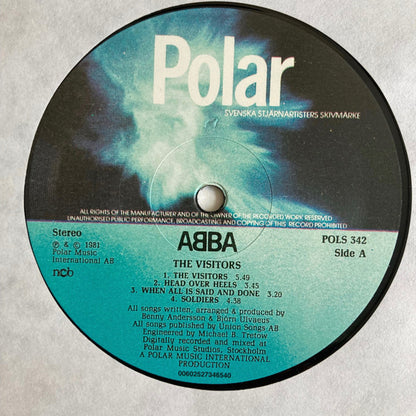 Polar
SVENSKA STJÄRNARTISTERS SKIVMÄRKE
ALL RIGHTS OF THE MANUFACTURER AND OF THE OWNER OF THE RECORDED WORK RESERVED
UNAUTHORISED PUBLIC PERFORMANCE, BROADCASTING AND COPYING OF THIS RECORD PROHIBITED
Stereo
℗ & © 1981
Polar Music
International AB
ncb
ABBA
POLS 342
Side A
THE VISITORS
1. THE VISITORS 5.49
2. HEAD OVER HEELS 3.45
3. WHEN ALL IS SAID AND DONE 3.20
4. SOLDIERS 4.38
All songs written, arranged & produced by
Benny Andersson & Björn Ulvaeus
All songs published by Union Songs AB
Engineered by Michael B. Tretow
Digitally recorded and mixed at
Polar Music Studios, Stockholm
A POLAR MUSIC INTERNATIONAL
PRODUCTION
00602527346540